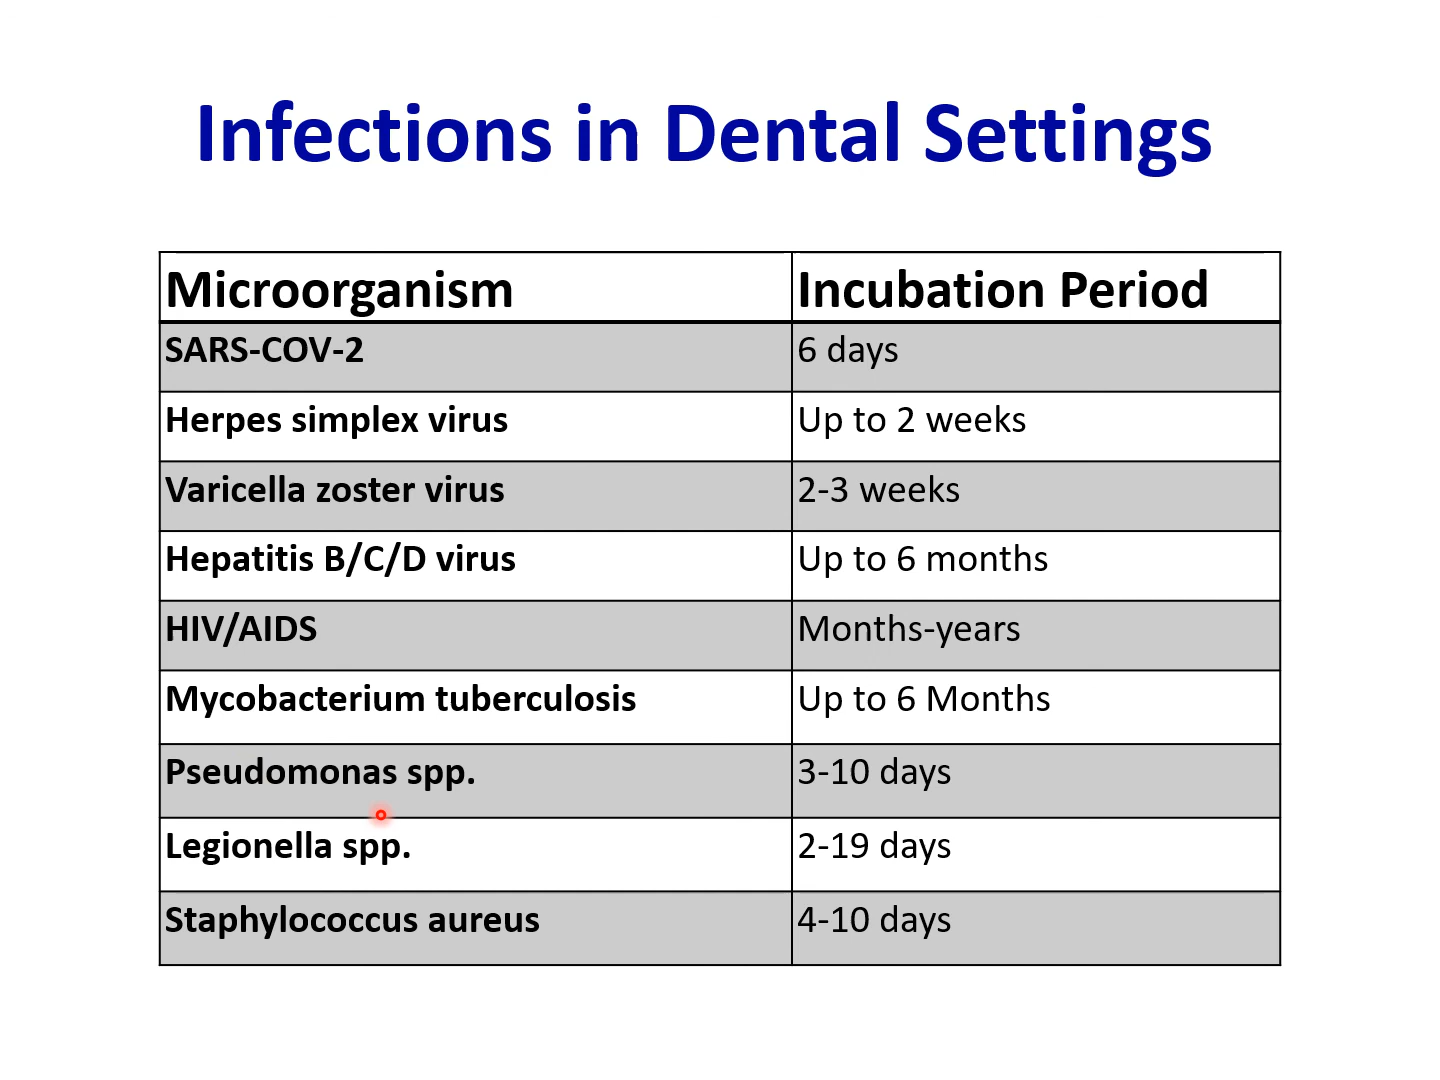 Infections in Dental Settings
Microorganism Incubation Period
SARS-COV-2 6 days
Herpes simplex virus Up to 2 weeks
Varicella zoster virus 2-3 weeks
Hepatitis B/C/D virus Up to 6 months
HIV/AIDS Months-years
Mycobacterium tuberculosis Up to 6 Months
Pseudomonas spp. 3-10 days
Legionella spp. 2-19 days
Staphylococcus aureus 4-10 days